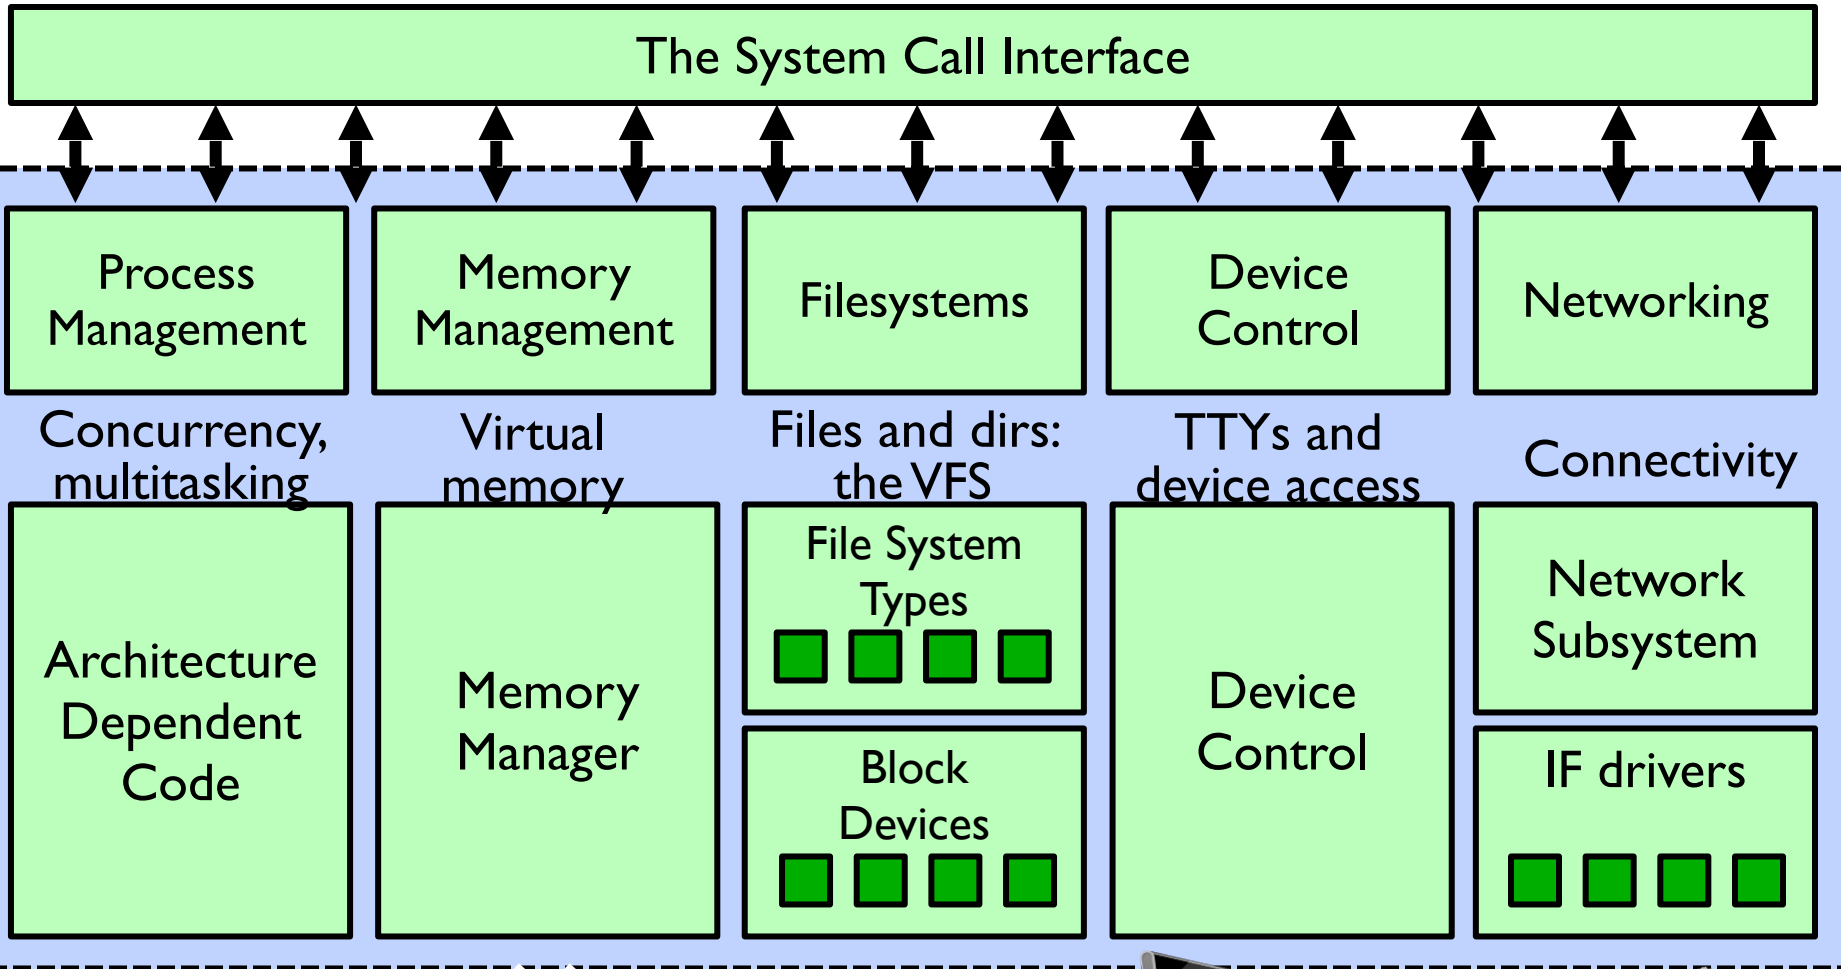 The System Call Interface
Process
Management
Memory
Management
Filesystems
Device
Control
Networking
Concurrency,
multitasking
Virtual
memory
Files and dirs:
the VFS
TTYs and
device access
Connectivity
Architecture
Dependent
Code
Memory
Manager
File System
Types
Block
Devices
Device
Control
Network
Subsystem
IF drivers